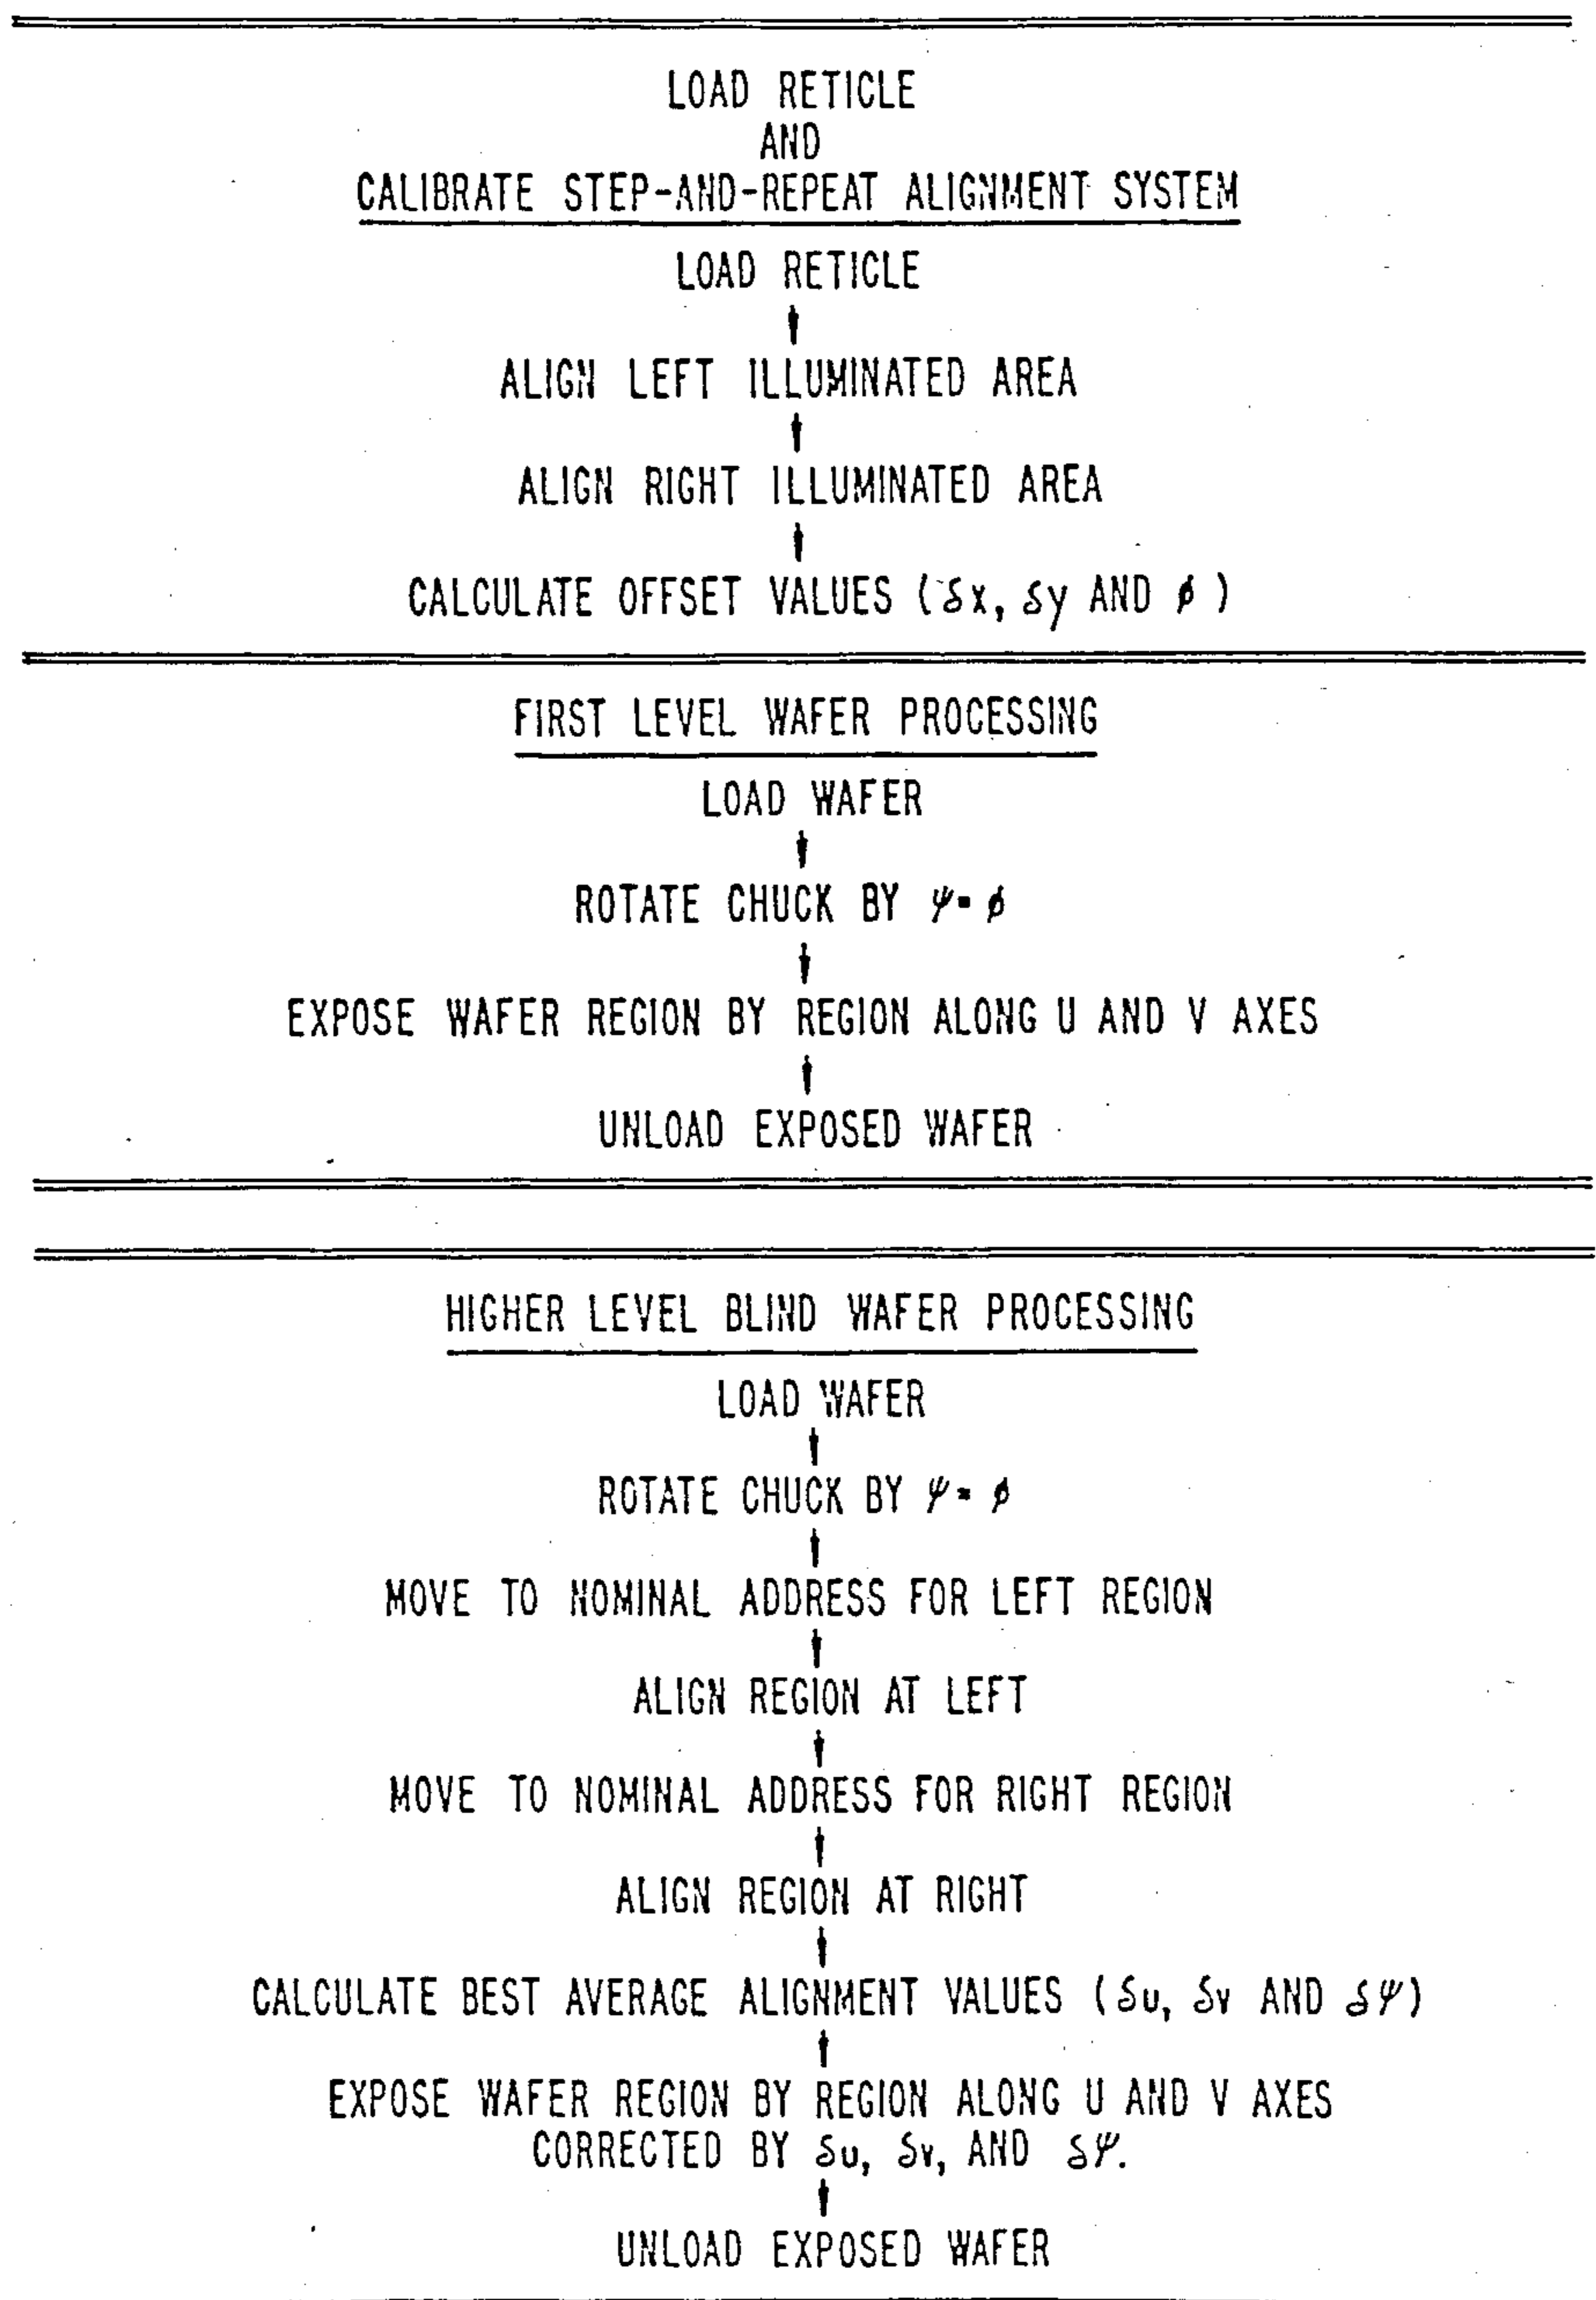 LOAD RETICLE
AND
CALIBRATE STEP-AND-REPEAT ALIGNMENT SYSTEM
LOAD RETICLE
ALIGN LEFT ILLUMINATED AREA
ALIGN RIGHT ILLUMINATED AREA
CALCULATE OFFSET VALUES (δx, δy AND ϕ)
FIRST LEVEL WAFER PROCESSING
LOAD WAFER
ROTATE CHUCK BY ψ=ϕ
EXPOSE WAFER REGION BY REGION ALONG U AND V AXES
UNLOAD EXPOSED WAFER
HIGHER LEVEL BLIND WAFER PROCESSING
LOAD WAFER
ROTATE CHUCK BY ψ=ϕ
MOVE TO NOMINAL ADDRESS FOR LEFT REGION
ALIGN REGION AT LEFT
MOVE TO NOMINAL ADDRESS FOR RIGHT REGION
ALIGN REGION AT RIGHT
CALCULATE BEST AVERAGE ALIGNMENT VALUES (δu, δv AND δψ)
EXPOSE WAFER REGION BY REGION ALONG U AND V AXES
CORRECTED BY δu, δv, AND δψ.
UNLOAD EXPOSED WAFER